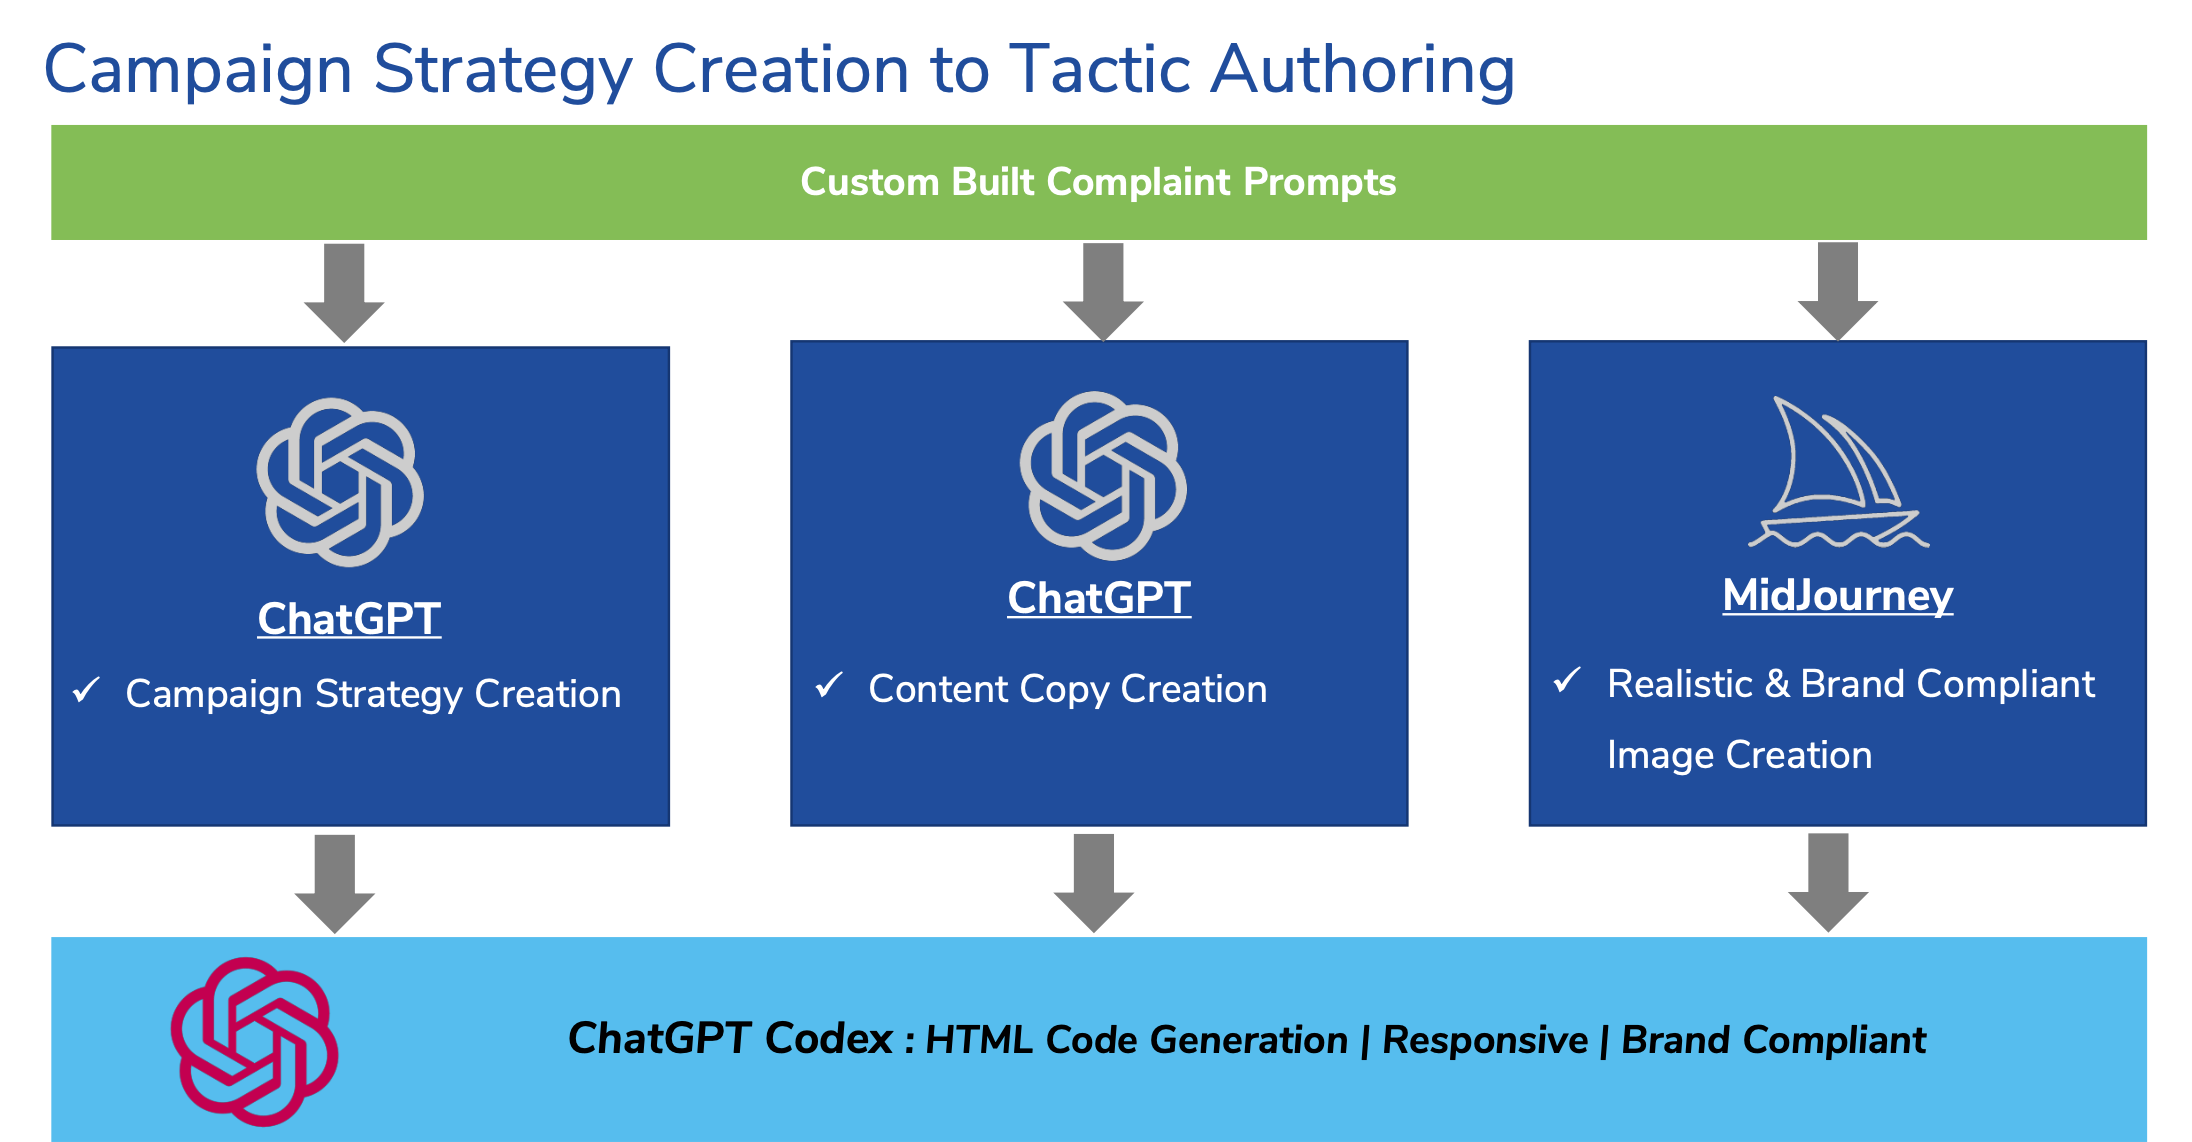 Campaign Strategy Creation to Tactic Authoring
Custom Built Complaint Prompts
ChatGPT
✓ Campaign Strategy Creation
ChatGPT
✓ Content Copy Creation
MidJourney
✓ Realistic & Brand Compliant
Image Creation
ChatGPT Codex : HTML Code Generation | Responsive | Brand Compliant